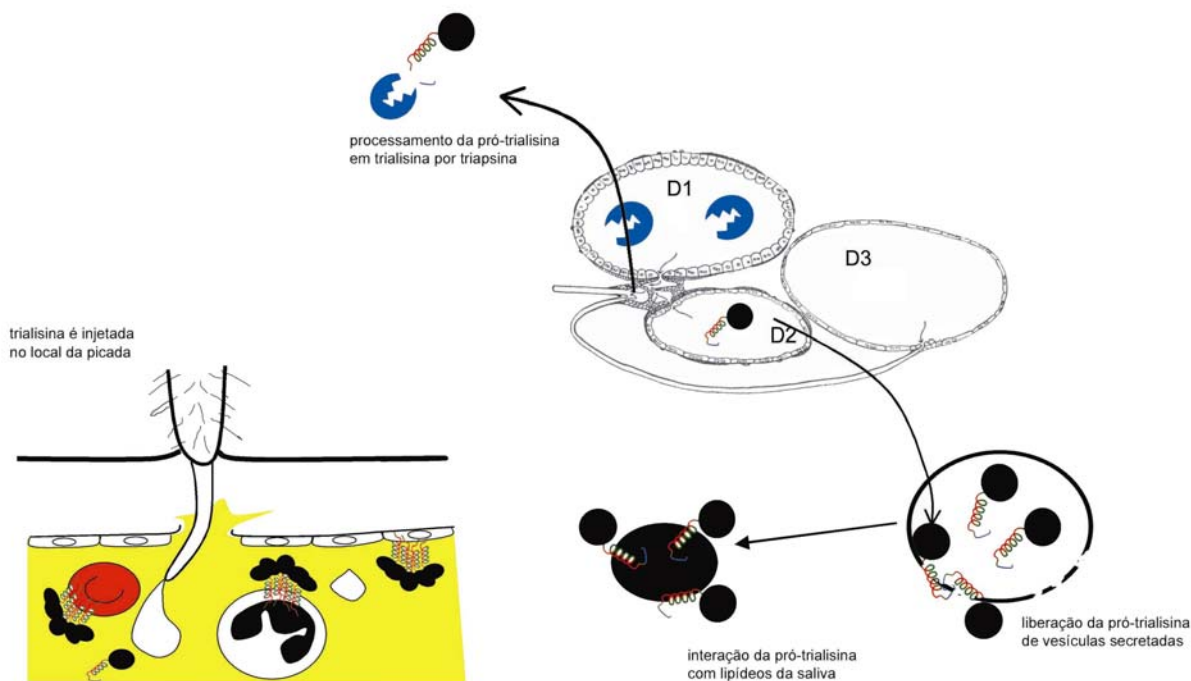 processamento da pró-trialisina
em trialisina por triapsina
D1
D3
D2
trialisina é injetada
no local da picada
liberação da pró-trialisina
de vesículas secretadas
interação da pró-trialisina
com lipídeos da saliva